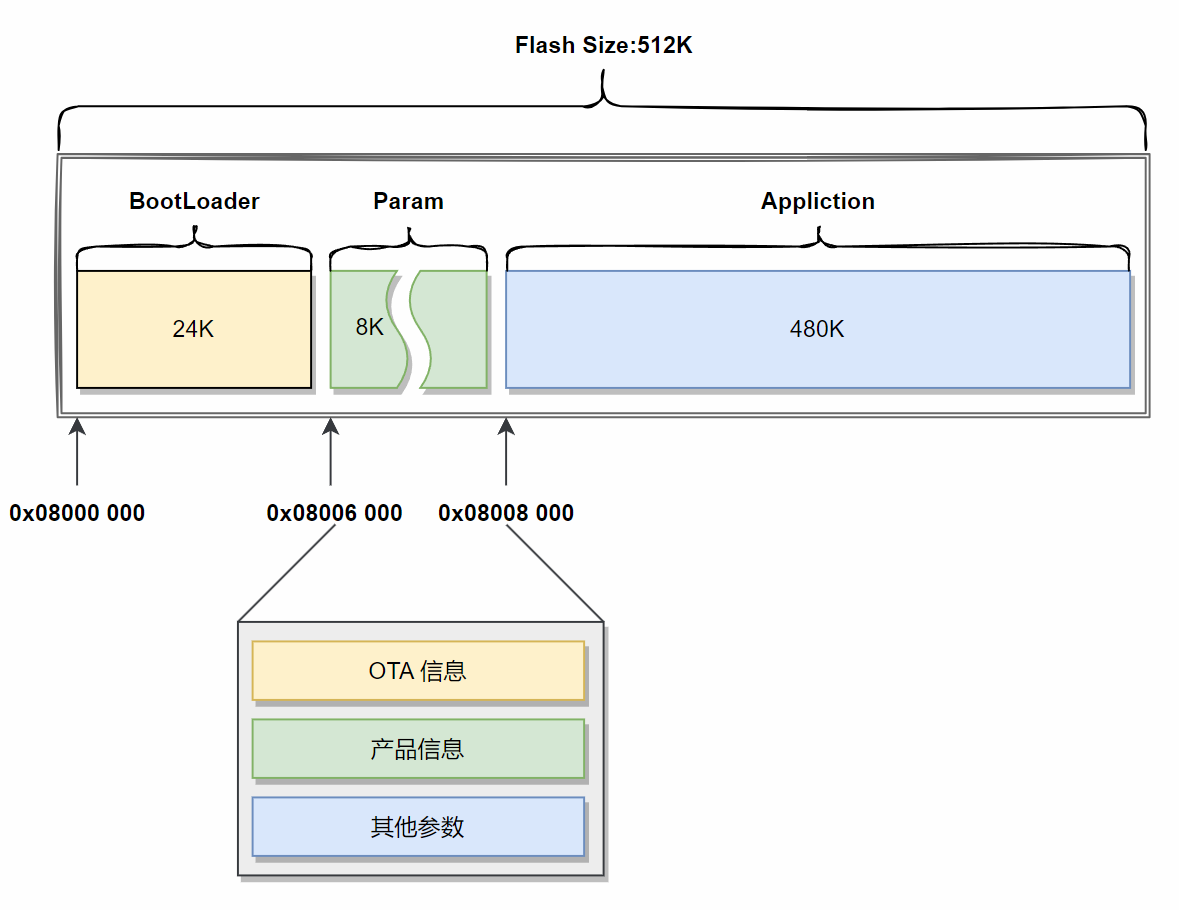 Flash Size:512K
BootLoader
Param
Appliction
24K
8K
480K
0x08000 000
0x08006 000
0x08008 000
OTA 信息
产品信息
其他参数